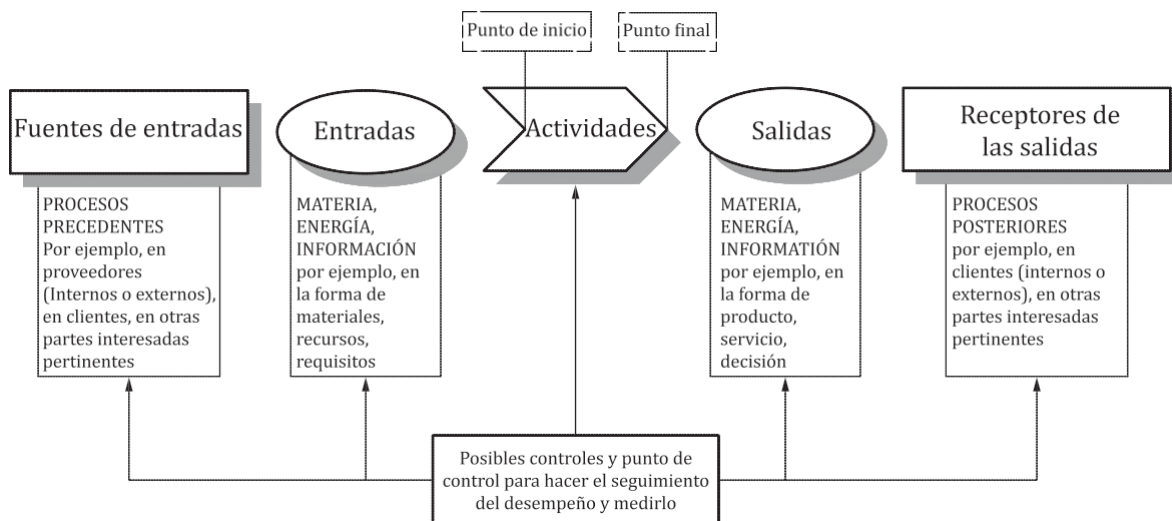 Punto de inicio
Punto final
Fuentes de entradas
Entradas
Actividades
Salidas
Receptores de
las salidas
PROCESOS
PRECEDENTES
Por ejemplo, en
proveedores
(Internos o externos),
en clientes, en otras
partes interesadas
pertinentes
MATERIA,
ENERGÍA,
INFORMACIÓN
por ejemplo, en
la forma de
materiales,
recursos,
requisitos
MATERIA,
ENERGÍA,
INFORMATIÓN
por ejemplo, en
la forma de
producto,
servicio,
decisión
PROCESOS
POSTERIORES
por ejemplo, en
clientes (internos o
externos), en otras
partes interesadas
pertinentes
Posibles controles y punto de
control para hacer el seguimiento
del desempeño y medirlo